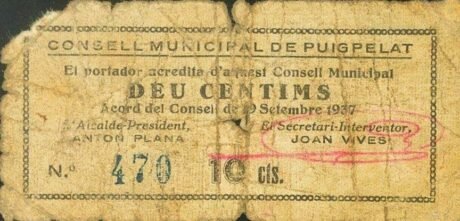 CONSELL MUNICIPAL DE PUIGPELAT
El portador acredita d'aquest Consell Municipal
DEU CENTIMS
Acord del Consell de 19 Setembre 1937
L'Alcalde-President, El Secretari-Interventor,
ANTON PLANA JOAN VIVES
N.º 470 10 cts.